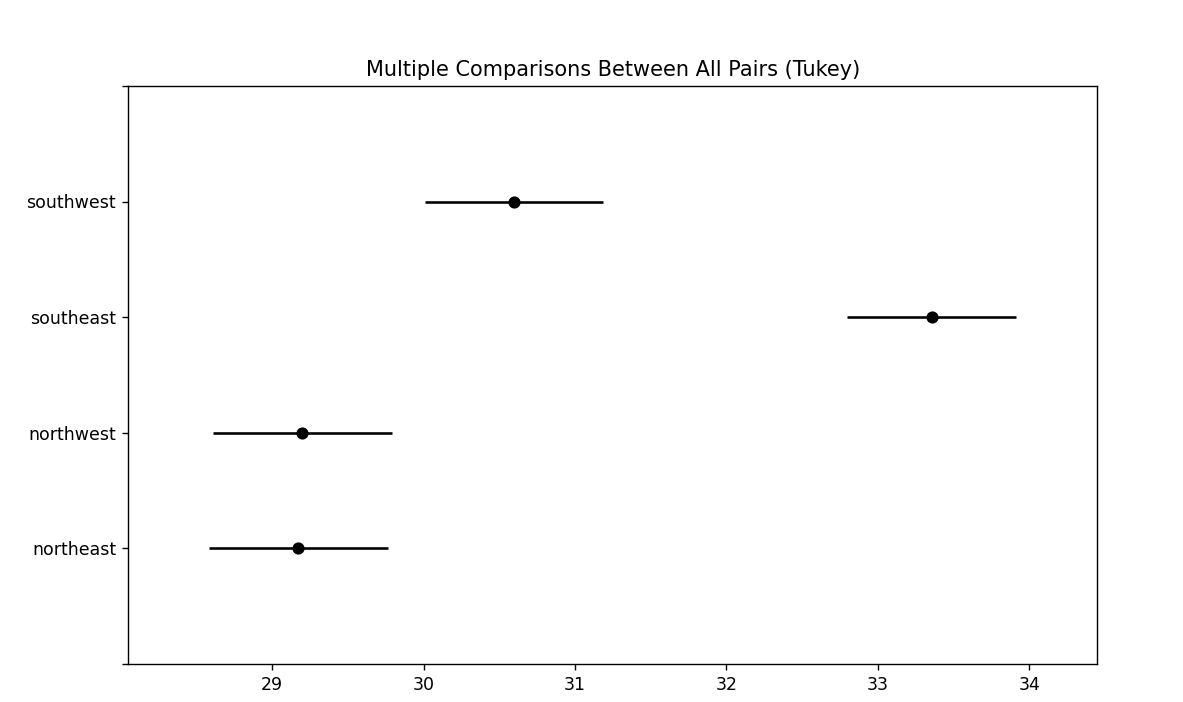 Multiple Comparisons Between All Pairs (Tukey)
southwest
southeast
northwest
northeast
29 30 31 32 33 34